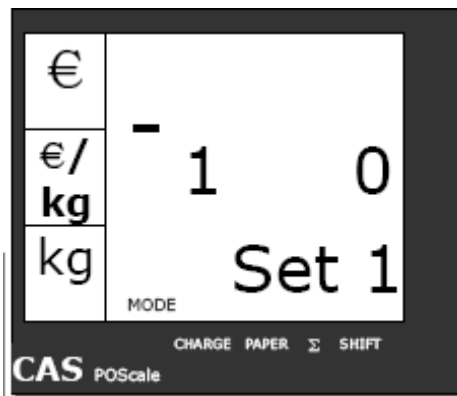 €
-
€/
kg
1 0
kg
Set 1
MODE
CHARGE PAPER Σ SHIFT
CAS POScale